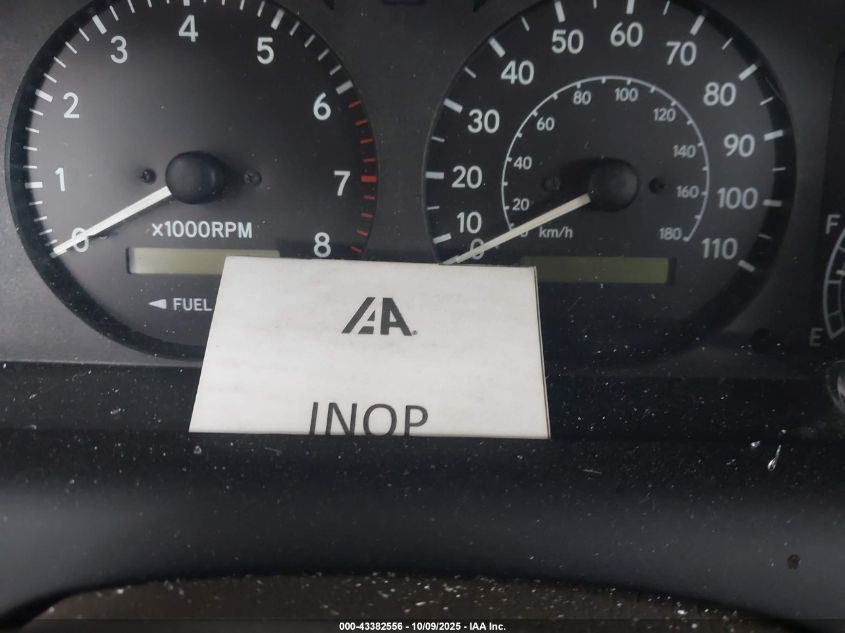 0 1 2 3 4 5 6 7 8
x1000RPM
FUEL
0 10 20 30 40 50 60 70 80 90 100 110
20 40 60 80 100 120 140 160 180
km/h
F
E
IAA.
INOP
000-43382556 - 10/09/2025 - IAA Inc.